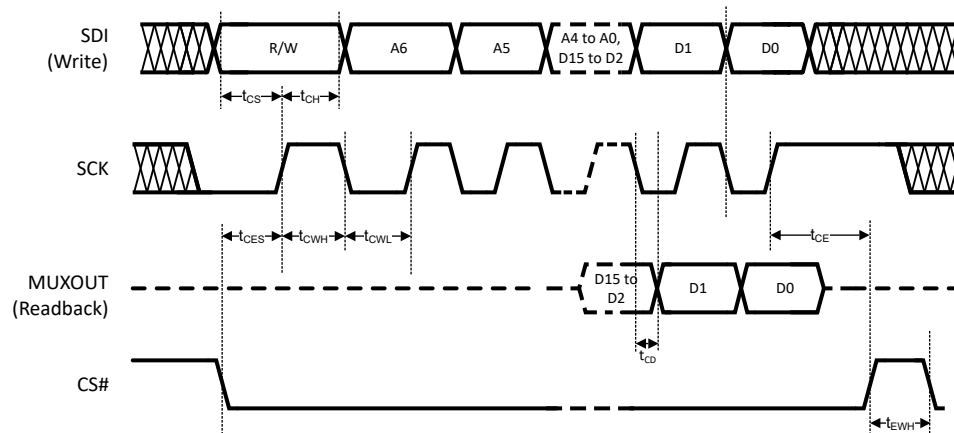 SDI
(Write)
R/W
A6
A5
A4 to A0,
D15 to D2
D1
D0
tCS
tCH
SCK
tCES
tCWH
tCWL
tCE
MUXOUT
(Readback)
D15 to
D2
D1
D0
tCD
CS#
tEWH